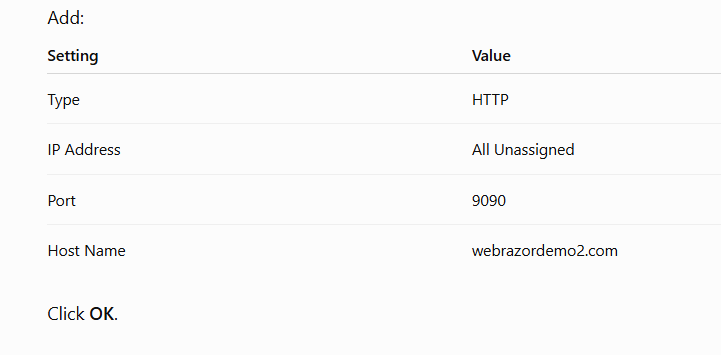 Add:
Setting Value
Type HTTP
IP Address All Unassigned
Port 9090
Host Name webrazordemo2.com
Click OK.